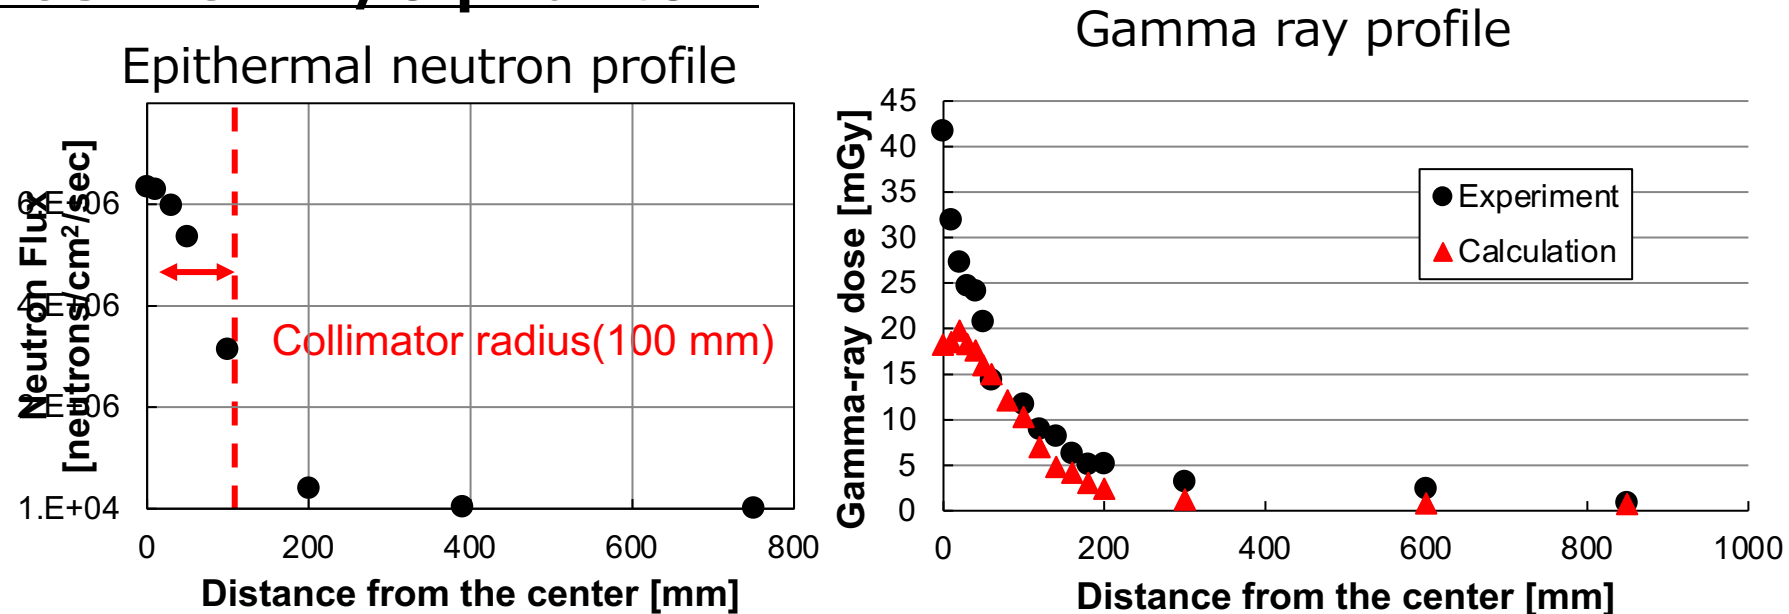 Epithermal neutron profile
Neutron Flux
[neutrons/cm²/sec]
6.E+06
4.E+06
2.E+06
1.E+04
Collimator radius(100 mm)
0 200 400 600 800
Distance from the center [mm]
Gamma ray profile
Gamma-ray dose [mGy]
45
40
35
30
25
20
15
10
5
0
Experiment
Calculation
0 200 400 600 800 1000
Distance from the center [mm]